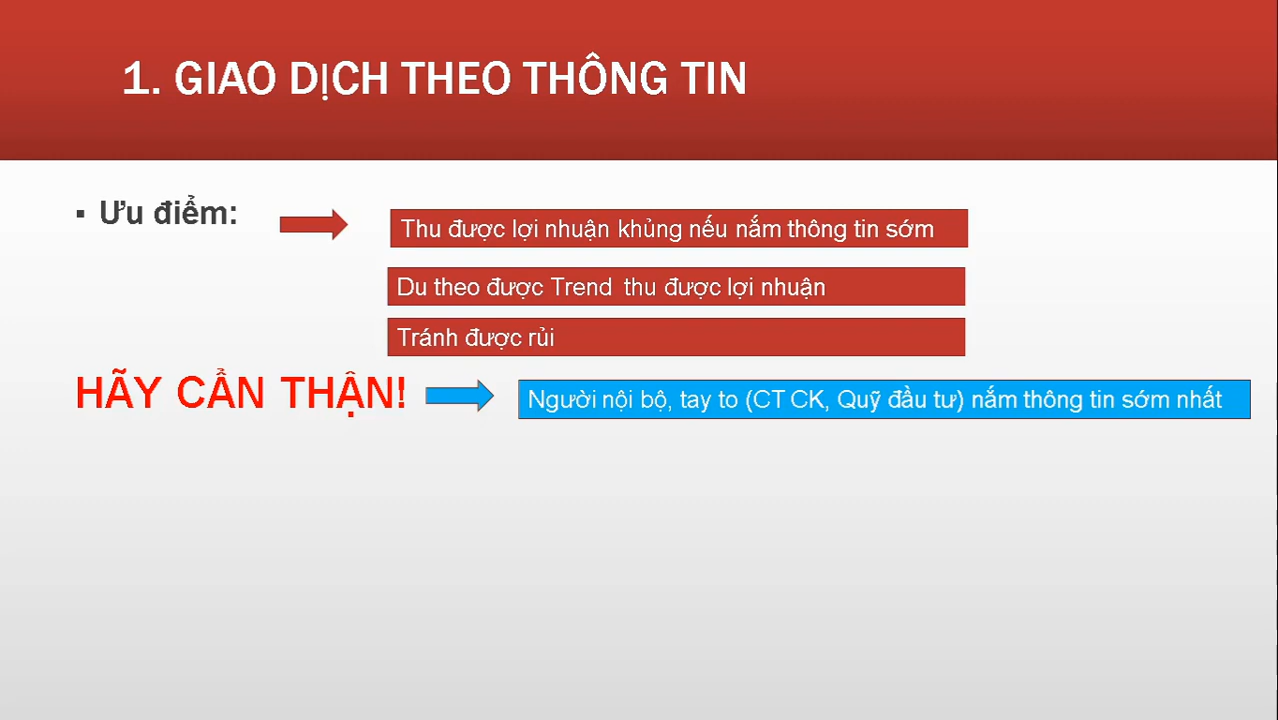 1. GIAO DỊCH THEO THÔNG TIN
▪ Ưu điểm:
Thu được lợi nhuận khủng nếu nắm thông tin sớm
Du theo được Trend thu được lợi nhuận
Tránh được rủi
HÃY CẨN THẬN!
Người nội bộ, tay to (CT CK, Quỹ đầu tư) nắm thông tin sớm nhất